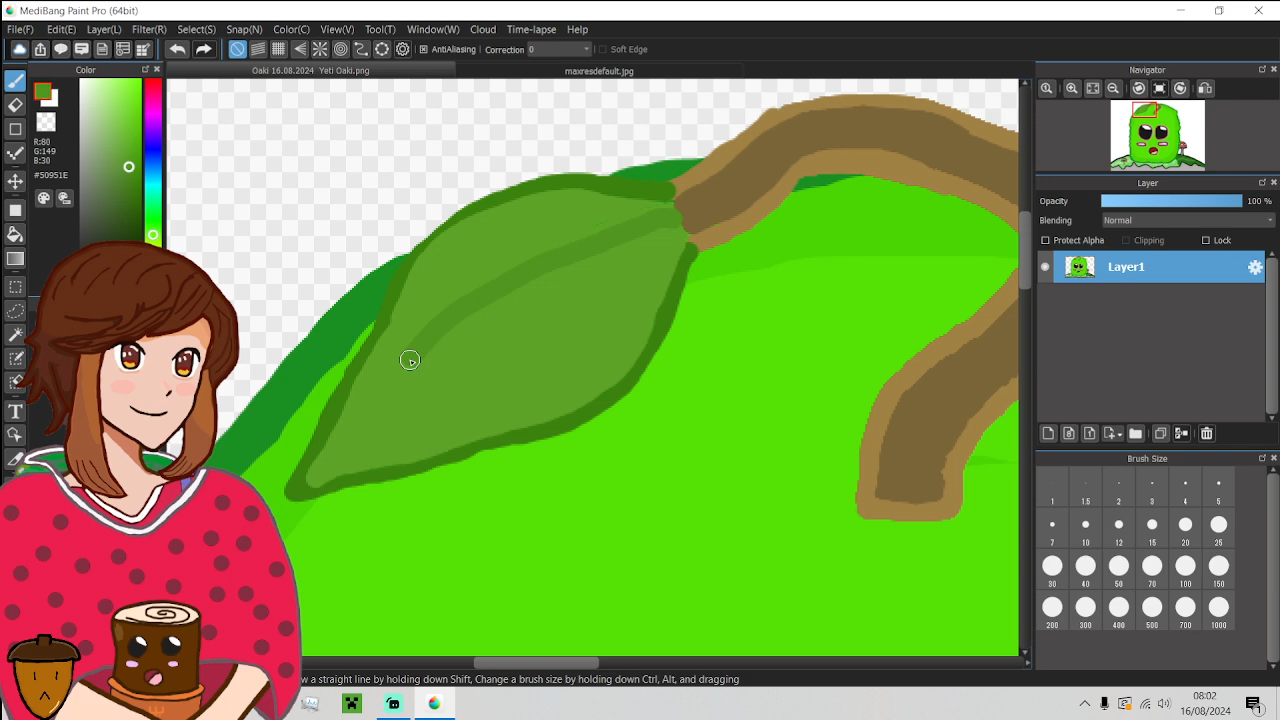 MediBang Paint Pro (64bit)
File(F) Edit(E) Layer(L) Filter(R) Select(S) Snap(N) Color(C) View(V) Tool(T) Window(W) Cloud Time-lapse Help
AntiAliasing Correction 0 Soft Edge
Color
Oaki 16.08.2024 Yeti Oaki.png
maxresdefault.jpg
Navigator
R:80
G:149
B:30
#50951E
Layer
Opacity 100 %
Blending Normal
Protect Alpha Clipping Lock
Layer1
T
Brush Size
1 1.5 2 3 4 5
7 10 12 15 20 25
30 40 50 70 100 150
200 300 400 500 700 1000
w a straight line by holding down Shift, Change a brush size by holding down Ctrl, Alt, and dragging
08:02
16/08/2024
1